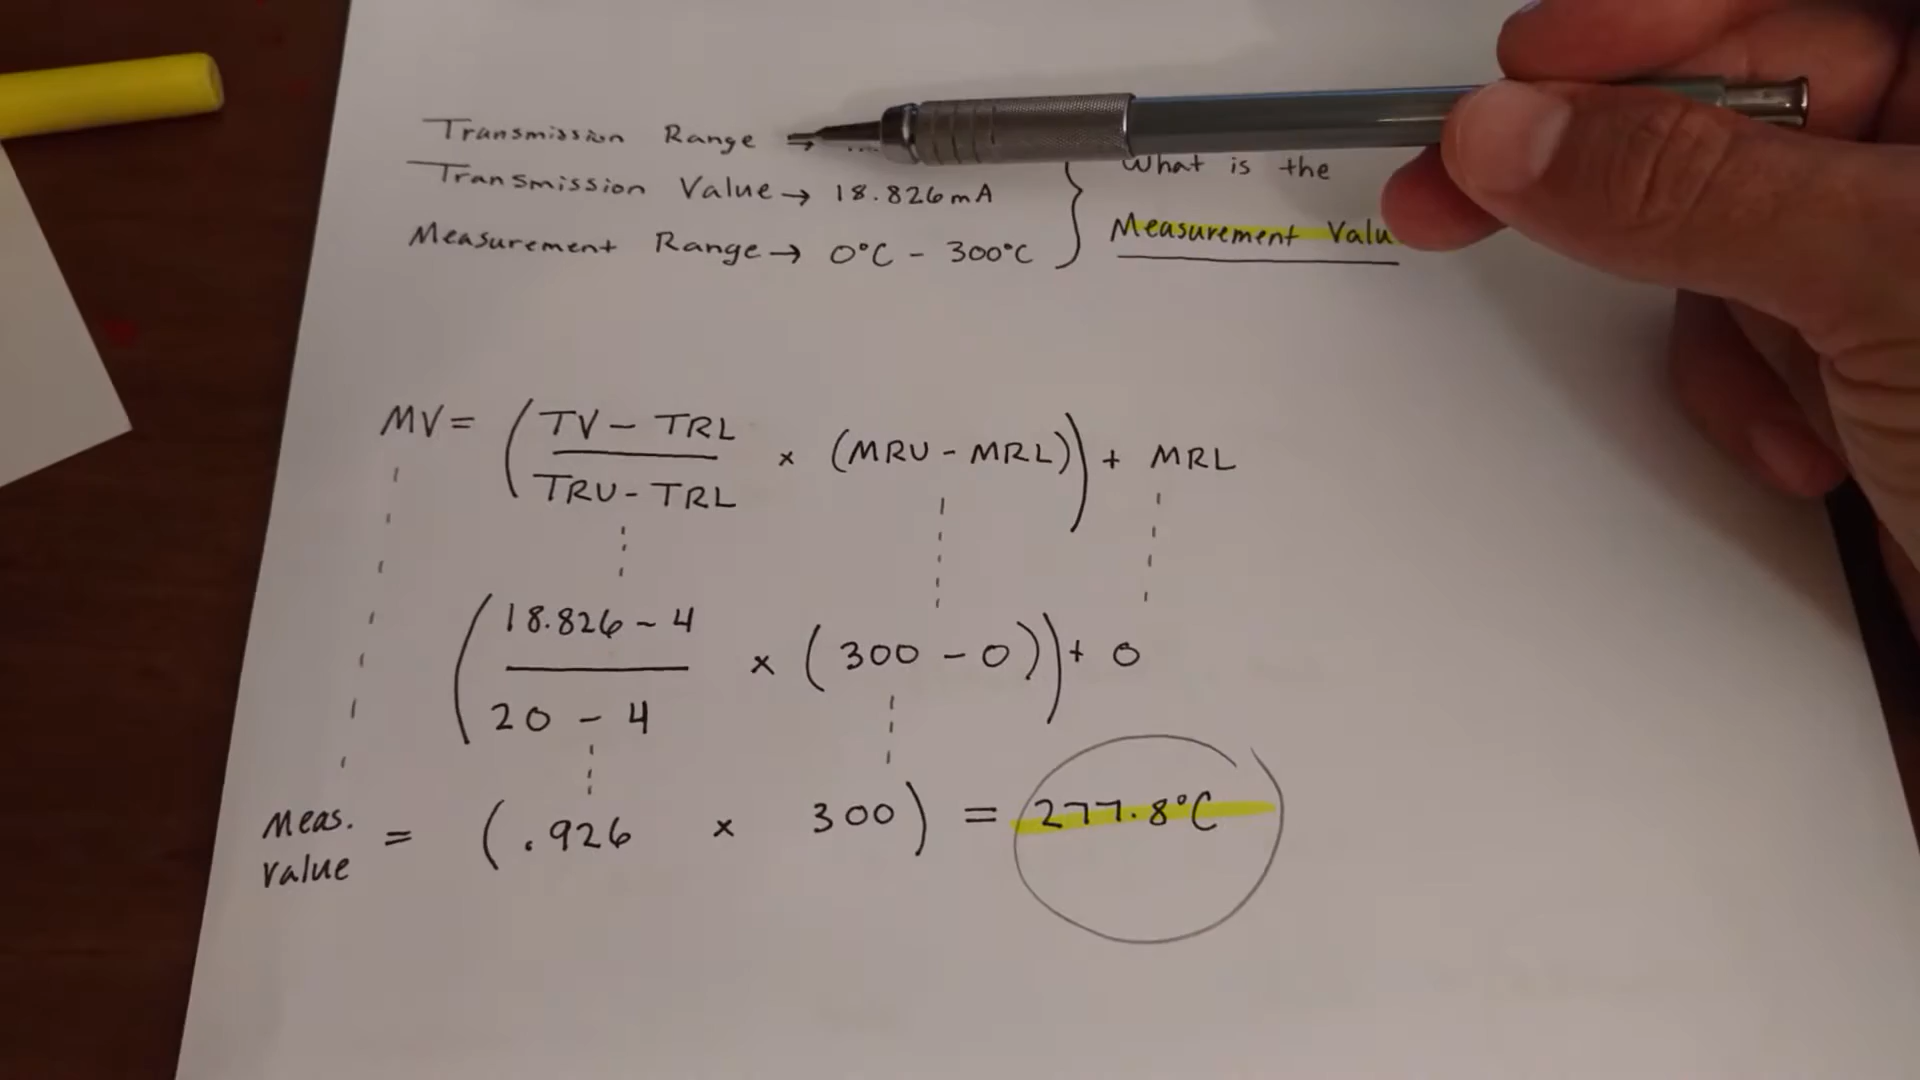 Transmission Range →
Transmission Value → 18.826mA
Measurement Range → 0°C - 300°C
What is the
Measurement Valu
MV = (TV - TRL / TRU - TRL × (MRU - MRL)) + MRL
(18.826 - 4 / 20 - 4 × (300 - 0)) + 0
Meas. value = (.926 × 300) = 277.8°C